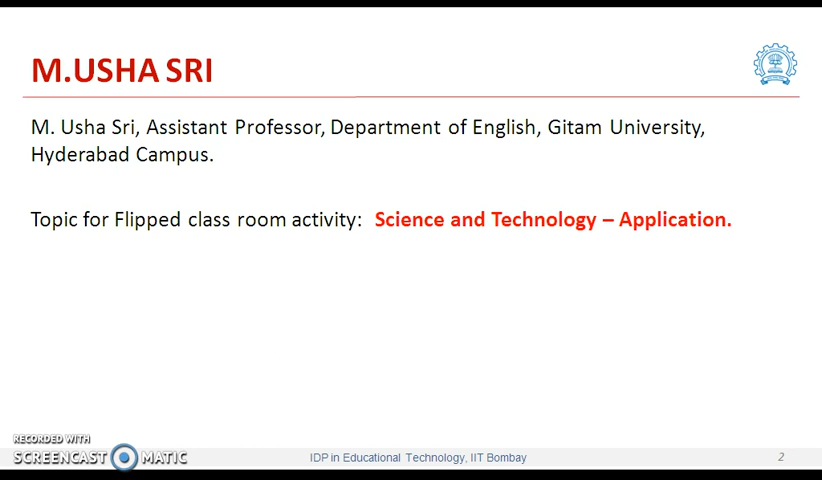 M.USHA SRI
M. Usha Sri, Assistant Professor, Department of English, Gitam University,
Hyderabad Campus.
Topic for Flipped class room activity: Science and Technology – Application.
RECORDED WITH
SCREENCAST MATIC
IDP in Educational Technology, IIT Bombay
2